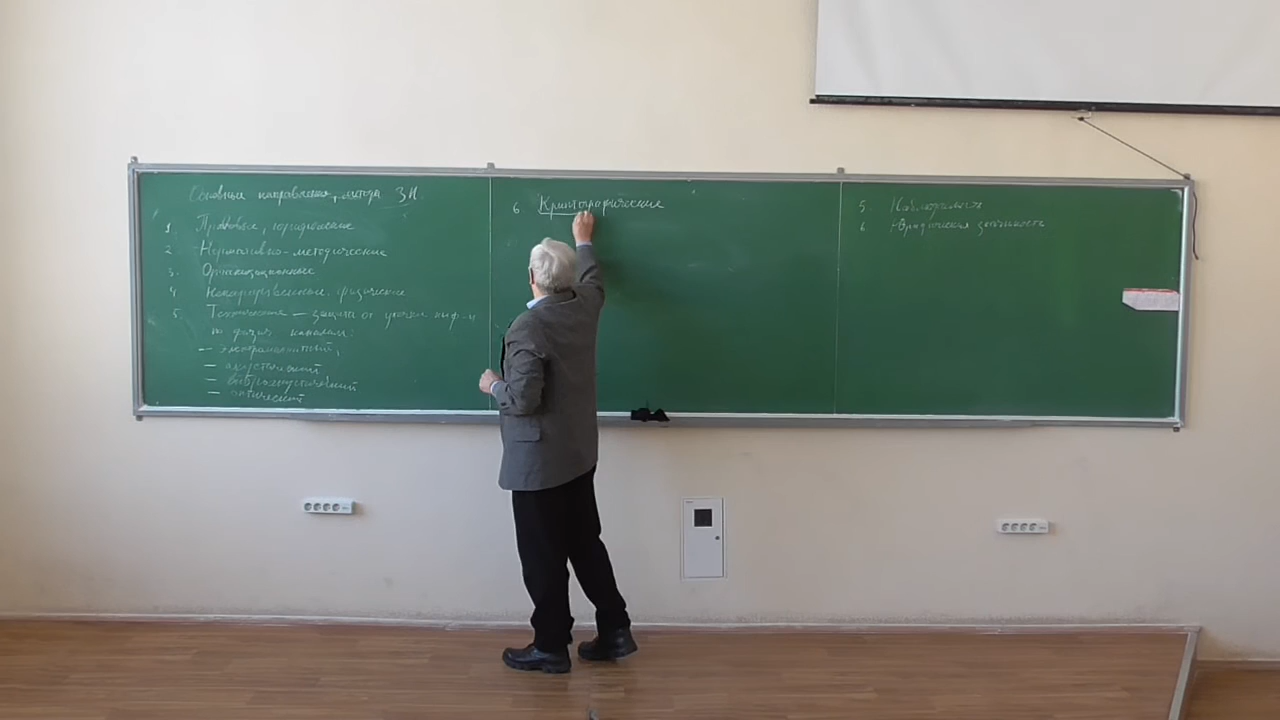 Основные направления, методы ЗИ.
1. Правовые, юридические
2. Нормативно-методические
3. Организационные
4. физические
5. Технические — защита от утечки инф-и
по физич. каналам:
— электромагнитный,
— акустический
— виброакустический
— оптический
6 Криптографические
5. Наблюдаемость
6 Юридическая значимость